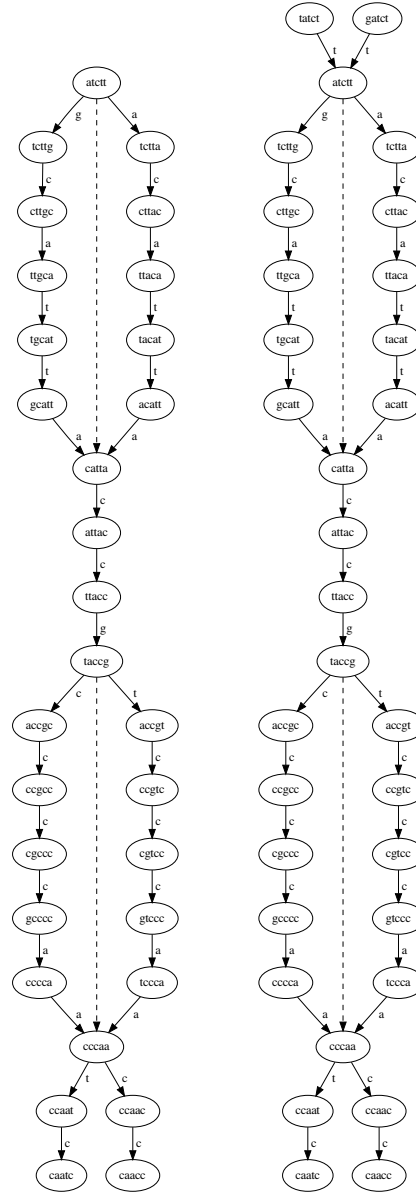 tatct gatct
t t
atctt atctt
g a g a
tcttg tctta tcttg tctta
c c c c
cttgc cttac cttgc cttac
a a a a
ttgca ttaca ttgca ttaca
t t t t
tgcat tacat tgcat tacat
t t t t
gcatt acatt gcatt acatt
a a a a
catta catta
c c
attac attac
c c
ttacc ttacc
g g
taccg taccg
c t c t
accgc accgt accgc accgt
c c c c
ccgcc ccgtc ccgcc ccgtc
c c c c
cgccc cgtcc cgccc cgtcc
c c c c
gcccc gtccc gcccc gtccc
a a a a
cccca tccca cccca tccca
a a a a
cccaa cccaa
t c t c
ccaat ccaac ccaat ccaac
c c c c
caatc caacc caatc caacc